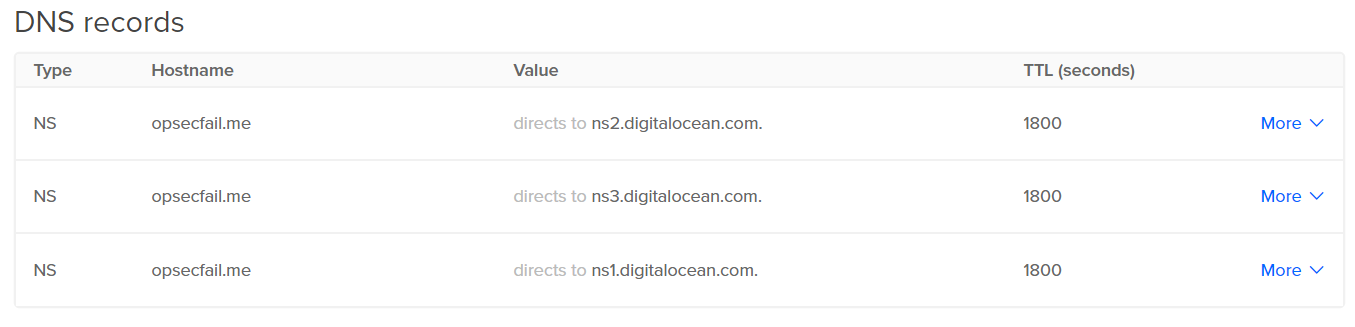 DNS records
Type Hostname Value TTL (seconds)
NS opsecfail.me directs to ns2.digitalocean.com. 1800 More
NS opsecfail.me directs to ns3.digitalocean.com. 1800 More
NS opsecfail.me directs to ns1.digitalocean.com. 1800 More